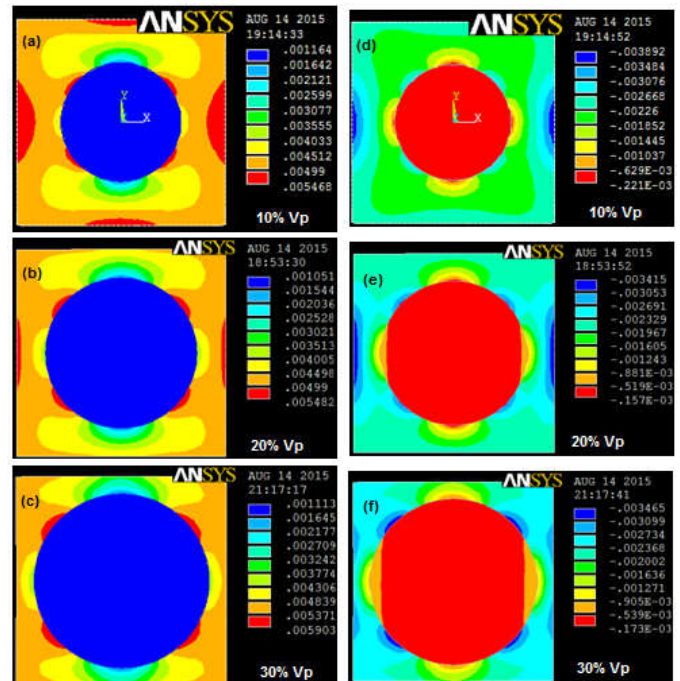 (a)
ANSYS
AUG 14 2015
19:14:33
.001164
.001642
.002121
.002599
.003077
.003555
.004033
.004512
.00499
.005468
Y
X
10% Vp
(d)
ANSYS
AUG 14 2015
19:14:52
-.003892
-.003484
-.003076
-.002668
-.00226
-.001852
-.001445
-.001037
-.629E-03
-.221E-03
Y
X
10% Vp
(b)
ANSYS
AUG 14 2015
18:53:30
.001051
.001544
.002036
.002528
.003021
.003513
.004005
.004498
.00499
.005482
20% Vp
(e)
ANSYS
AUG 14 2015
18:53:52
-.003415
-.003053
-.002691
-.002329
-.001967
-.001605
-.001243
-.881E-03
-.519E-03
-.157E-03
20% Vp
(c)
ANSYS
AUG 14 2015
21:17:17
.001113
.001645
.002177
.002709
.003242
.003774
.004306
.004839
.005371
.005903
30% Vp
(f)
ANSYS
AUG 14 2015
21:17:41
-.003465
-.003099
-.002734
-.002368
-.002002
-.001636
-.001271
-.905E-03
-.539E-03
-.173E-03
30% Vp